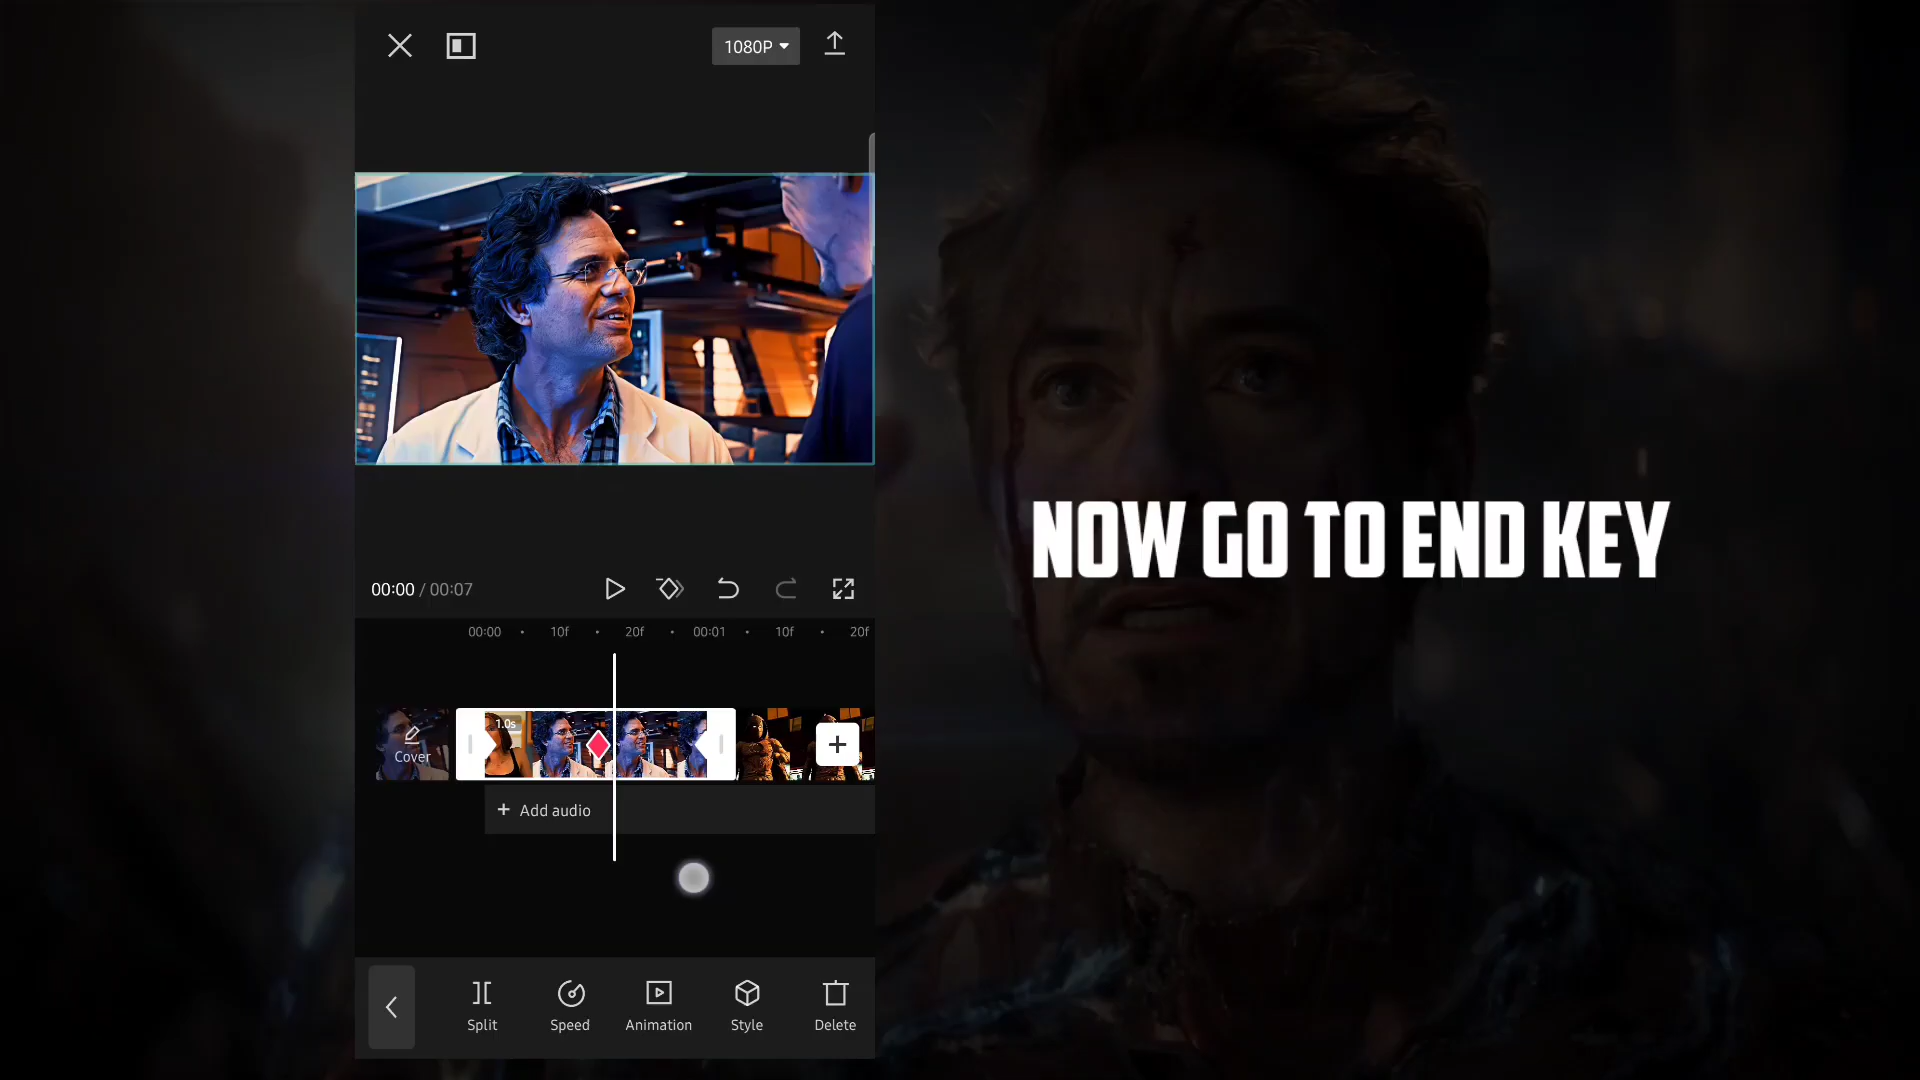 1080P
00:00 / 00:07
00:00 10f 20f 00:01 10f 20f
1.0s
Cover
+ Add audio
Split Speed Animation Style Delete
NOW GO TO END KEY